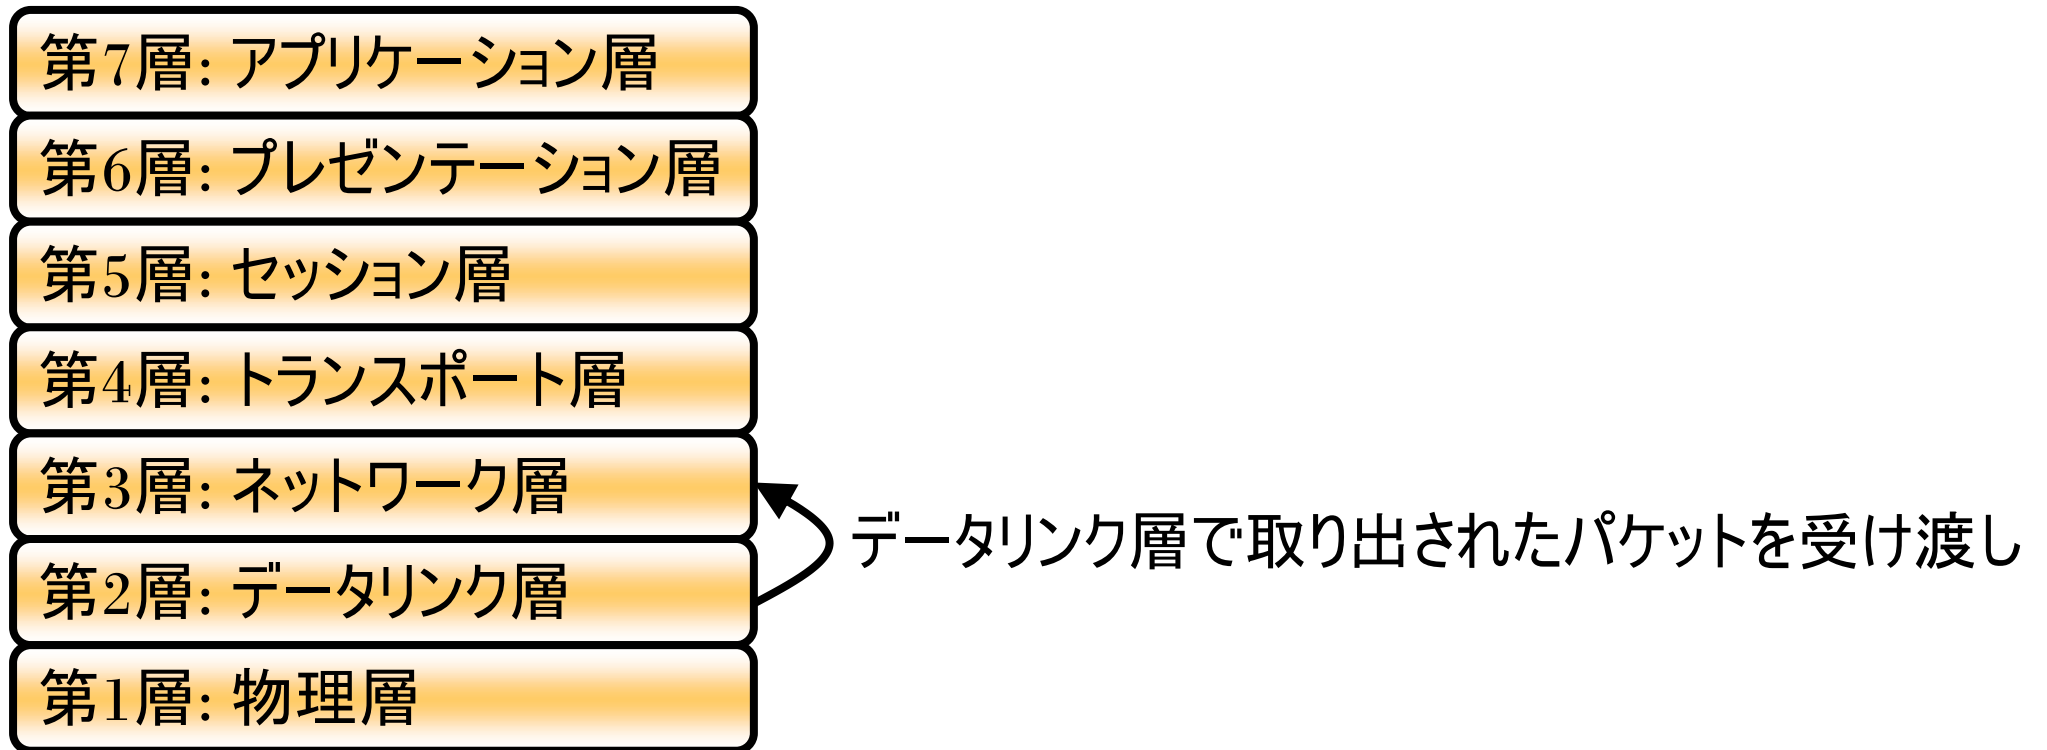 第7層: アプリケーション層
第6層: プレゼンテーション層
第5層: セッション層
第4層: トランスポート層
第3層: ネットワーク層
データリンク層で取り出されたパケットを受け渡し
第2層: データリンク層
第1層: 物理層